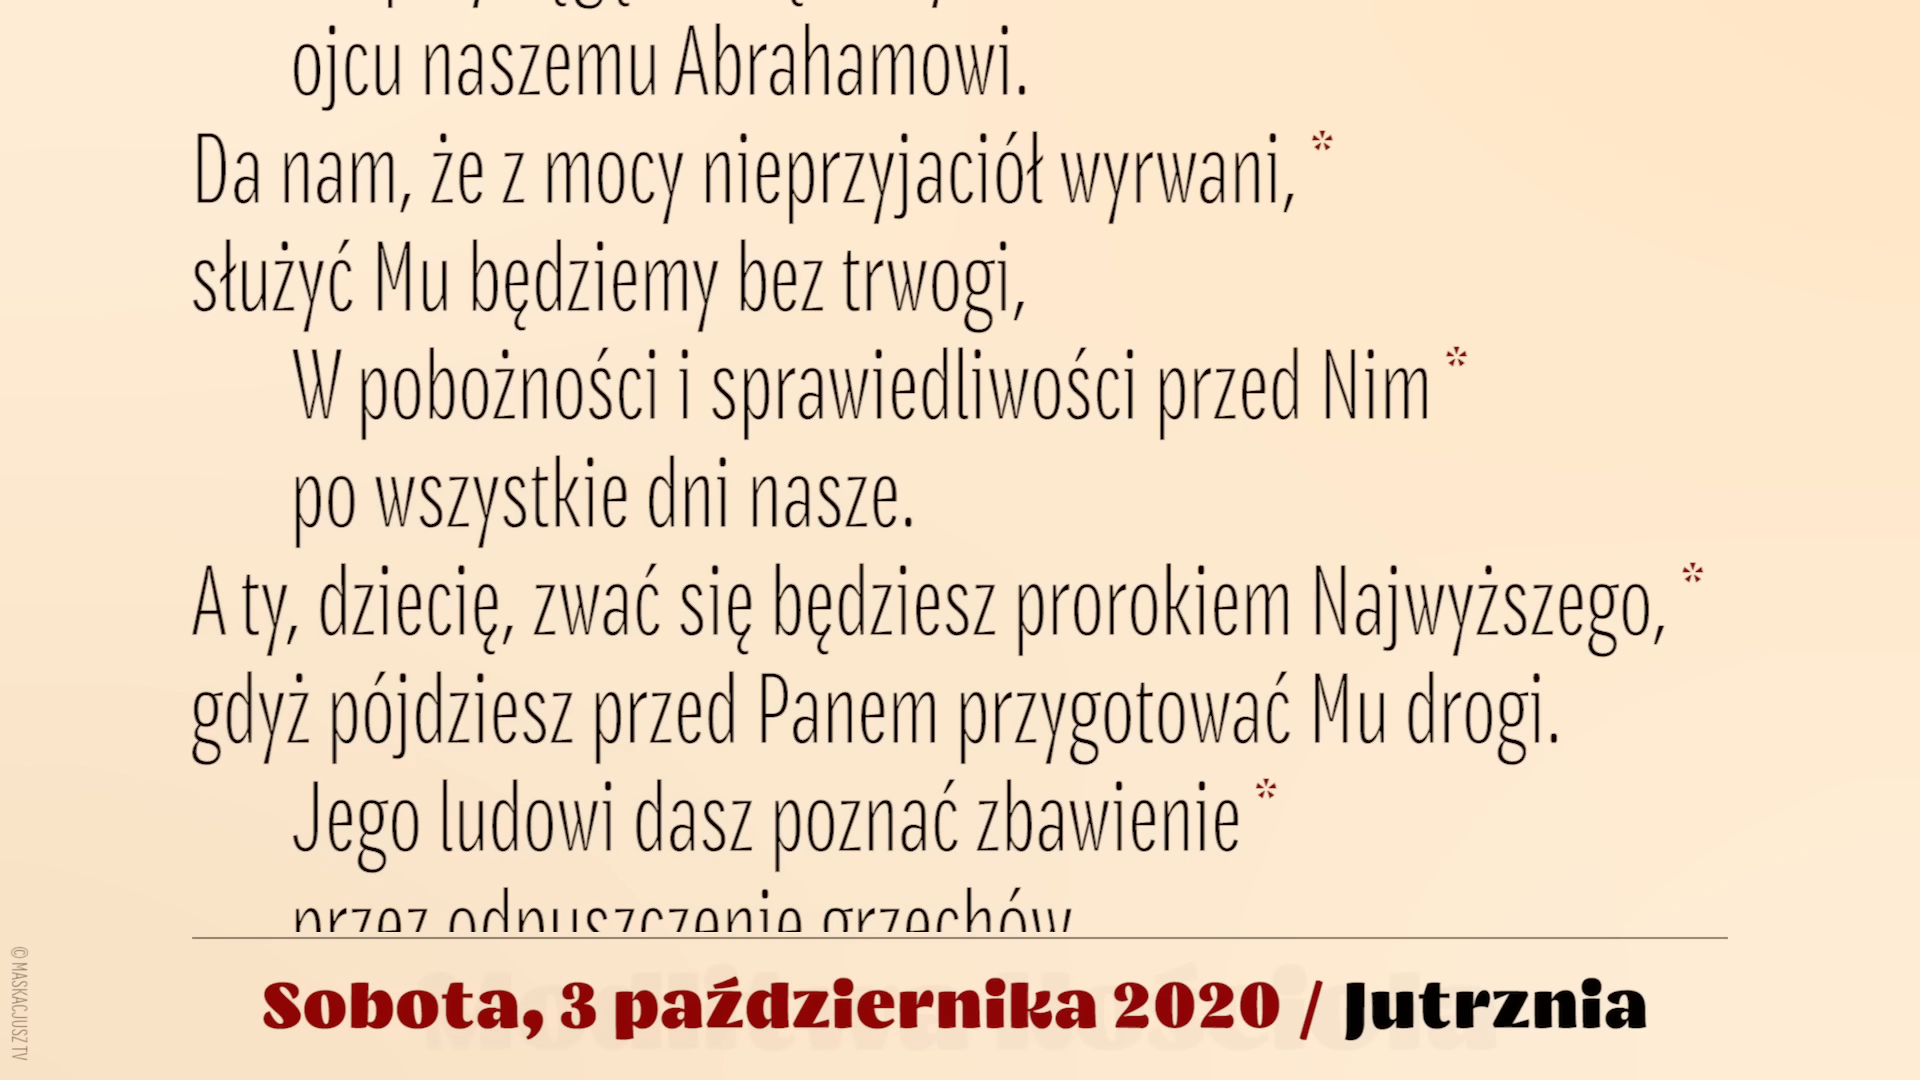 ojcu naszemu Abrahamowi.
Da nam, że z mocy nieprzyjaciół wyrwani, *
służyć Mu będziemy bez trwogi,
W pobożności i sprawiedliwości przed Nim *
po wszystkie dni nasze.
A ty, dziecię, zwać się będziesz prorokiem Najwyższego, *
gdyż pójdziesz przed Panem przygotować Mu drogi.
Jego ludowi dasz poznać zbawienie *
przez odpuszczenie grzechów
Sobota, 3 października 2020 / Jutrznia
© MASKACJUSZ TV